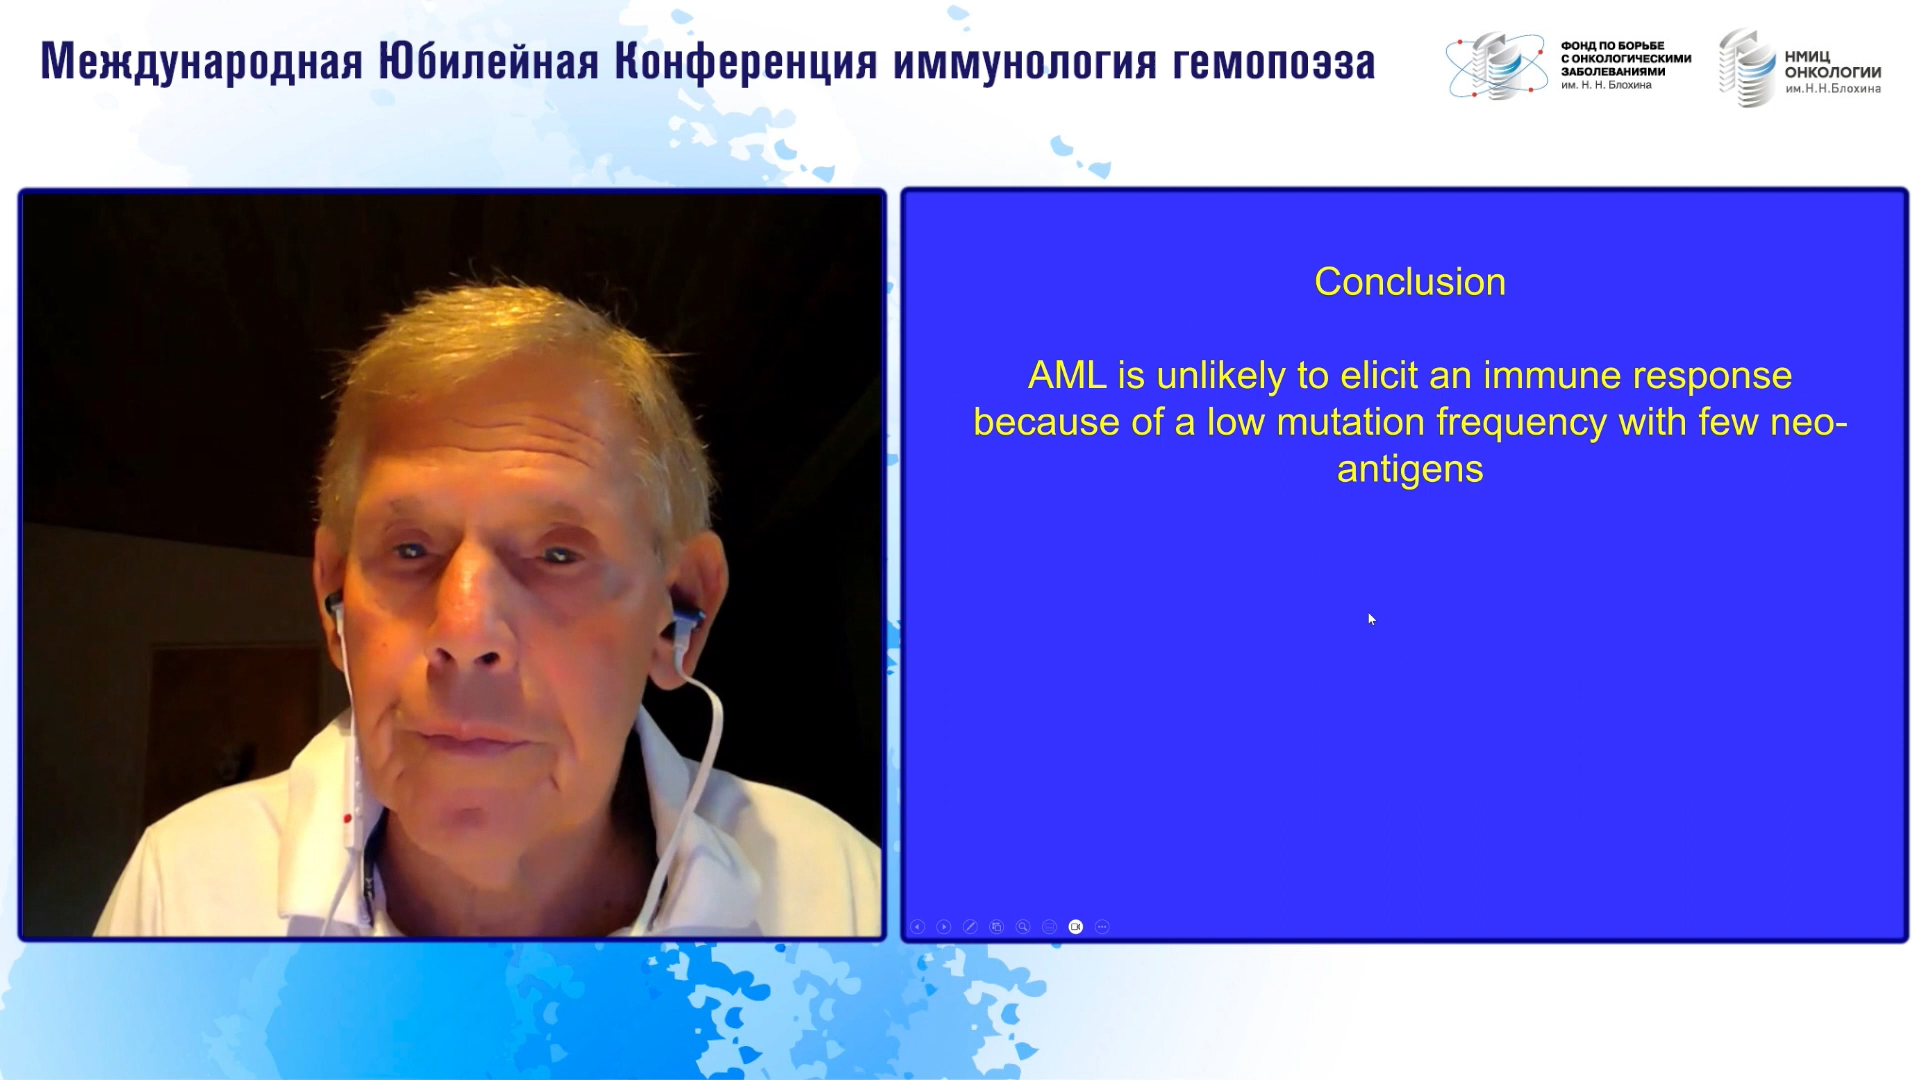 Международная Юбилейная Конференция иммунология гемопоэза
ФОНД ПО БОРЬБЕ
С ОНКОЛОГИЧЕСКИМИ
ЗАБОЛЕВАНИЯМИ
им. Н. Н. Блохина
НМИЦ
ОНКОЛОГИИ
им.Н.Н.Блохина
Conclusion
AML is unlikely to elicit an immune response
because of a low mutation frequency with few neo-
antigens